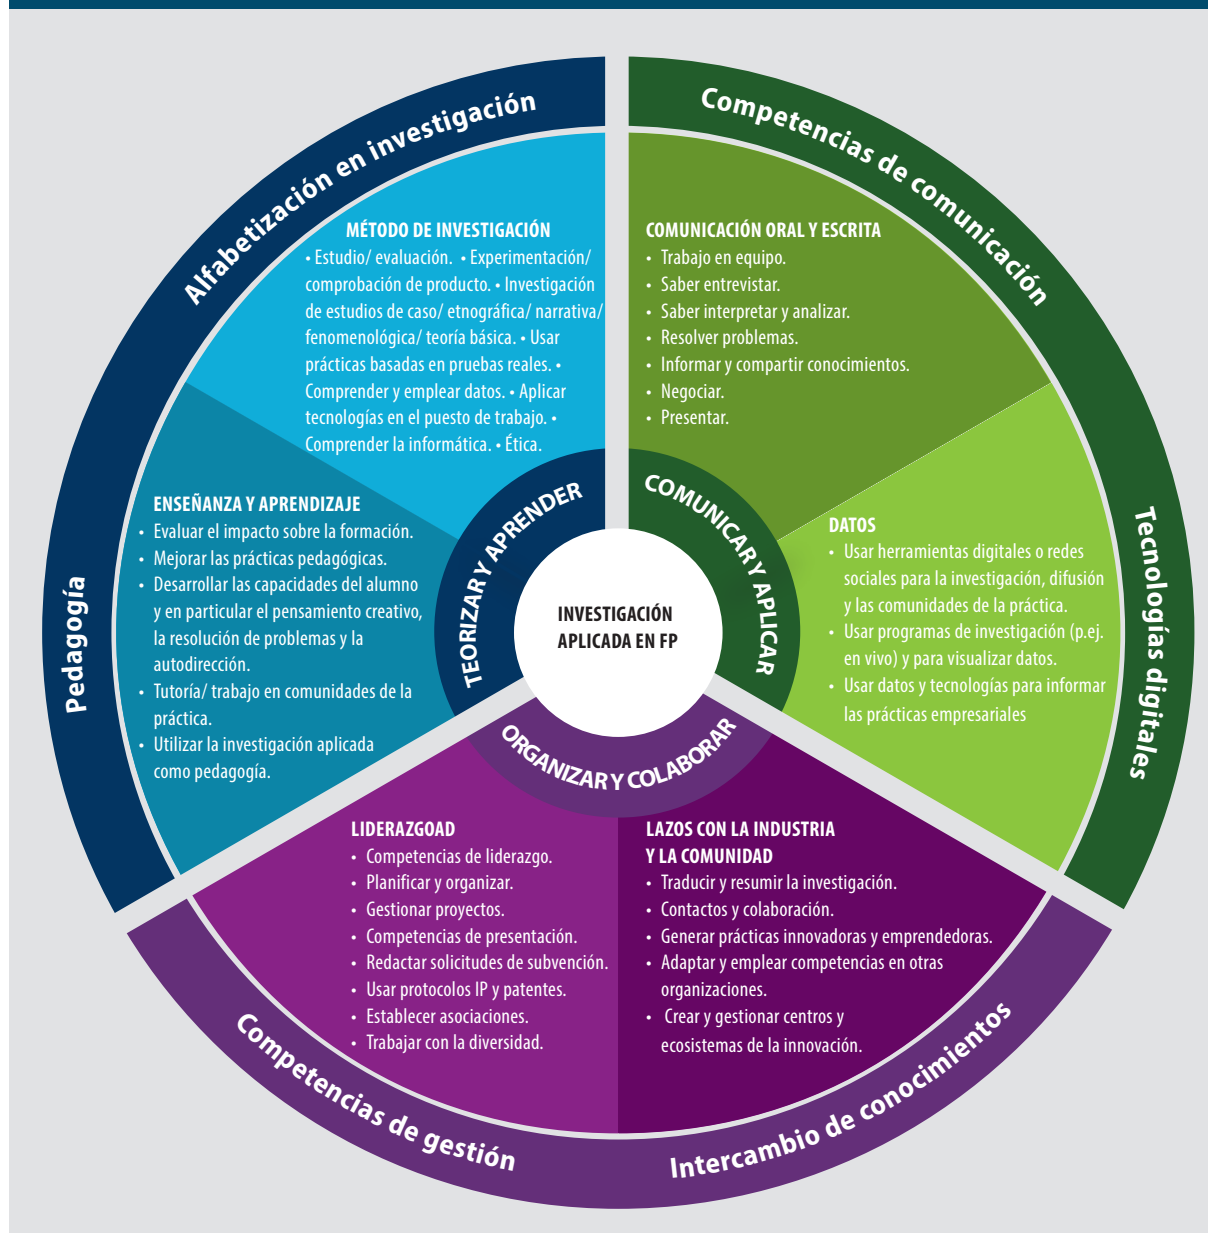 Alfabetización en investigación
Competencias de comunicación
MÉTODO DE INVESTIGACIÓN
• Estudio/ evaluación. • Experimentación/
comprobación de producto. • Investigación
de estudios de caso/ etnográfica/ narrativa/
fenomenológica/ teoría básica. • Usar
prácticas basadas en pruebas reales. •
Comprender y emplear datos. • Aplicar
tecnologías en el puesto de trabajo. •
Comprender la informática. • Ética.
COMUNICACIÓN ORAL Y ESCRITA
• Trabajo en equipo.
• Saber entrevistar.
• Saber interpretar y analizar.
• Resolver problemas.
• Informar y compartir conocimientos.
• Negociar.
• Presentar.
Pedagogía
ENSEÑANZA Y APRENDIZAJE
• Evaluar el impacto sobre la formación.
• Mejorar las prácticas pedagógicas.
• Desarrollar las capacidades del alumno
y en particular el pensamiento creativo,
la resolución de problemas y la
autodirección.
• Tutoría/ trabajo en comunidades de la
práctica.
• Utilizar la investigación aplicada
como pedagogía.
TEORIZAR Y APRENDER
INVESTIGACIÓN
APLICADA EN FP
COMUNICAR Y APLICAR
DATOS
• Usar herramientas digitales o redes
sociales para la investigación, difusión
y las comunidades de la práctica.
• Usar programas de investigación (p.ej.
en vivo) y para visualizar datos.
• Usar datos y tecnologías para informar
las prácticas empresariales
Tecnologías digitales
ORGANIZAR Y COLABORAR
LIDERAZGOAD
• Competencias de liderazgo.
• Planificar y organizar.
• Gestionar proyectos.
• Competencias de presentación.
• Redactar solicitudes de subvención.
• Usar protocolos IP y patentes.
• Establecer asociaciones.
• Trabajar con la diversidad.
LAZOS CON LA INDUSTRIA
Y LA COMUNIDAD
• Traducir y resumir la investigación.
• Contactos y colaboración.
• Generar prácticas innovadoras y emprendedoras.
• Adaptar y emplear competencias en otras
organizaciones.
• Crear y gestionar centros y
ecosistemas de la innovación.
Competencias de gestión
Intercambio de conocimientos